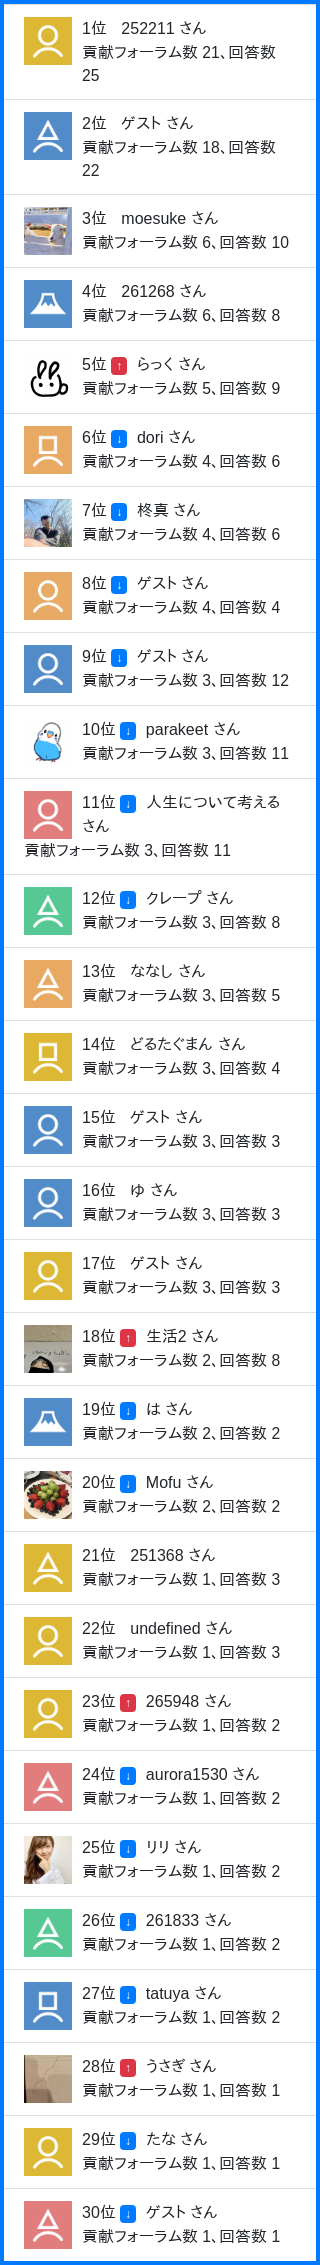 1位 252211 さん
貢献フォーラム数 21、回答数
25
2位 ゲスト さん
貢献フォーラム数 18、回答数
22
3位 moesuke さん
貢献フォーラム数 6、回答数 10
4位 261268 さん
貢献フォーラム数 6、回答数 8
5位 ↑ らっく さん
貢献フォーラム数 5、回答数 9
6位 ↓ dori さん
貢献フォーラム数 4、回答数 6
7位 ↓ 柊真 さん
貢献フォーラム数 4、回答数 6
8位 ↓ ゲスト さん
貢献フォーラム数 4、回答数 4
9位 ↓ ゲスト さん
貢献フォーラム数 3、回答数 12
10位 ↓ parakeet さん
貢献フォーラム数 3、回答数 11
11位 ↓ 人生について考える
さん
貢献フォーラム数 3、回答数 11
12位 ↓ クレープ さん
貢献フォーラム数 3、回答数 8
13位 ななし さん
貢献フォーラム数 3、回答数 5
14位 どるたぐまん さん
貢献フォーラム数 3、回答数 4
15位 ゲスト さん
貢献フォーラム数 3、回答数 3
16位 ゆ さん
貢献フォーラム数 3、回答数 3
17位 ゲスト さん
貢献フォーラム数 3、回答数 3
18位 ↑ 生活2 さん
貢献フォーラム数 2、回答数 8
19位 ↓ は さん
貢献フォーラム数 2、回答数 2
20位 ↓ Mofu さん
貢献フォーラム数 2、回答数 2
21位 251368 さん
貢献フォーラム数 1、回答数 3
22位 undefined さん
貢献フォーラム数 1、回答数 3
23位 ↑ 265948 さん
貢献フォーラム数 1、回答数 2
24位 ↓ aurora1530 さん
貢献フォーラム数 1、回答数 2
25位 ↓ リリ さん
貢献フォーラム数 1、回答数 2
26位 ↓ 261833 さん
貢献フォーラム数 1、回答数 2
27位 ↓ tatuya さん
貢献フォーラム数 1、回答数 2
28位 ↑ うさぎ さん
貢献フォーラム数 1、回答数 1
29位 ↓ たな さん
貢献フォーラム数 1、回答数 1
30位 ↓ ゲスト さん
貢献フォーラム数 1、回答数 1